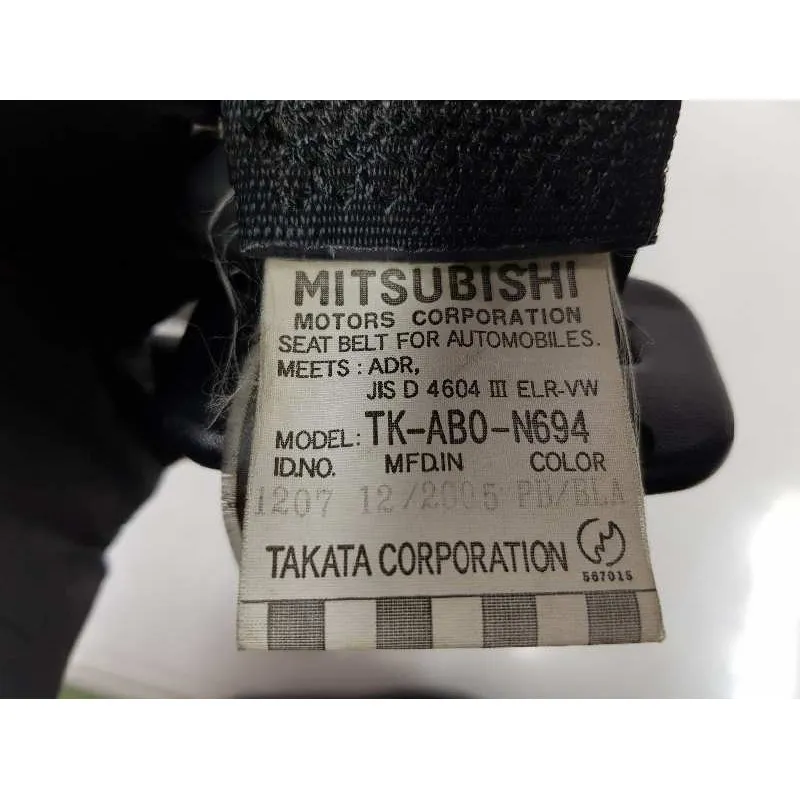 MITSUBISHI
MOTORS CORPORATION
SEAT BELT FOR AUTOMOBILES.
MEETS : ADR,
JIS D 4604 III ELR-VW
MODEL: TK-AB0-N694
ID.NO. MFD.IN COLOR
1207 12/2005 PB/BLA
TAKATA CORPORATION
567015